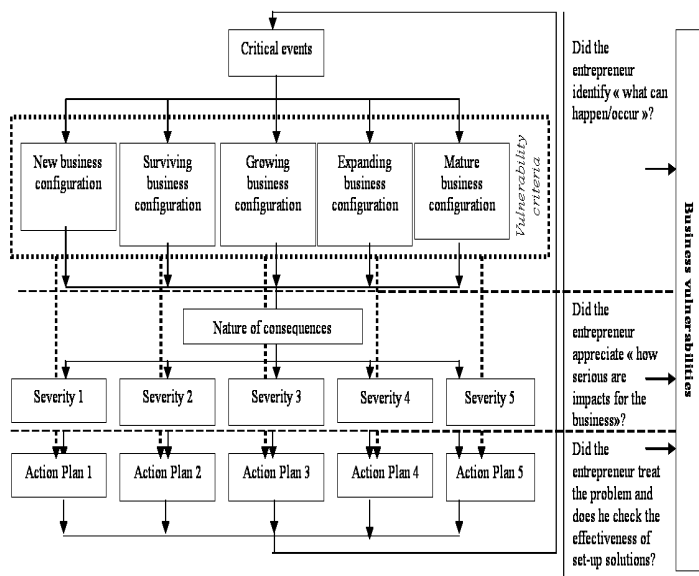 Critical events
Did the
entrepreneur
identify « what can
happen/occur »?
New business
configuration
Surviving
business
configuration
Growing
business
configuration
Expanding
business
configuration
Mature
business
configuration
Vulnerability
criteria
Business vulnerabilities
Nature of consequences
Did the
entrepreneur
appreciate « how
serious are
impacts for the
business»?
Severity 1
Severity 2
Severity 3
Severity 4
Severity 5
Action Plan 1
Action Plan 2
Action Plan 3
Action Plan 4
Action Plan 5
Did the
entrepreneur treat
the problem and
does he check the
effectiveness of
set-up solutions?